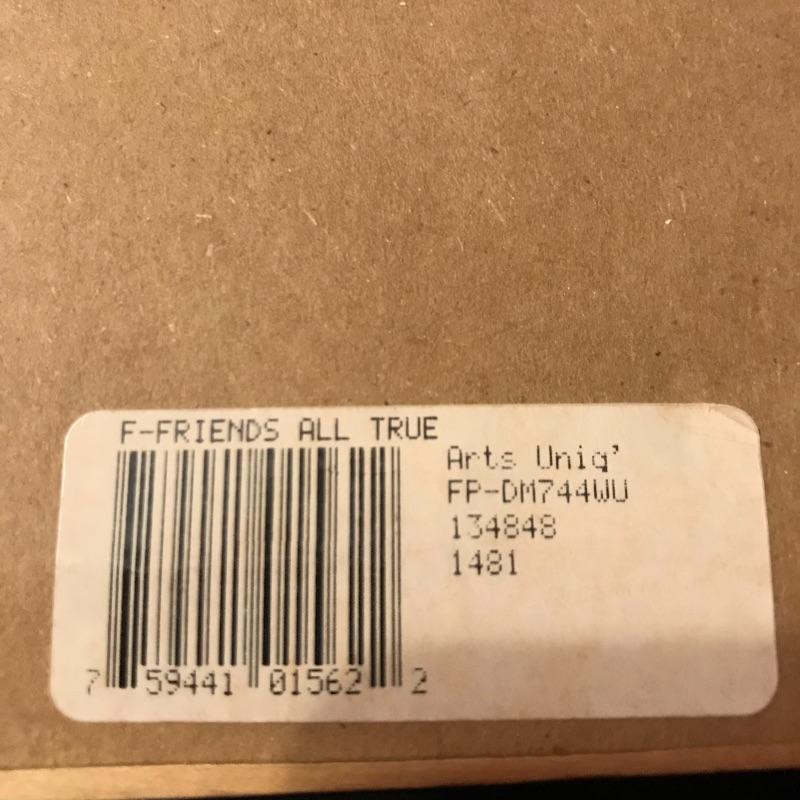 F-FRIENDS ALL TRUE
Arts Uniq'
FP-DM744WU
134848
1481
7 59441 01562 2